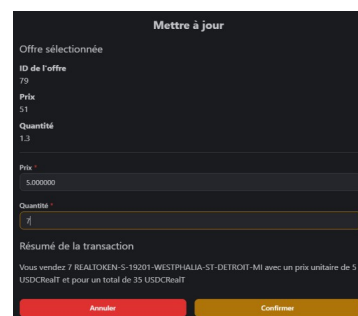 Mettre à jour
Offre sélectionnée
ID de l'offre
79
Prix
51
Quantité
1.3
Prix *
5.000000
Quantité *
7
Résumé de la transaction
Vous vendez 7 REALTOKEN-S-19201-WESTPHALIA-ST-DETROIT-MI avec un prix unitaire de 5
USDCRealT et pour un total de 35 USDCRealT
Annuler
Confirmer